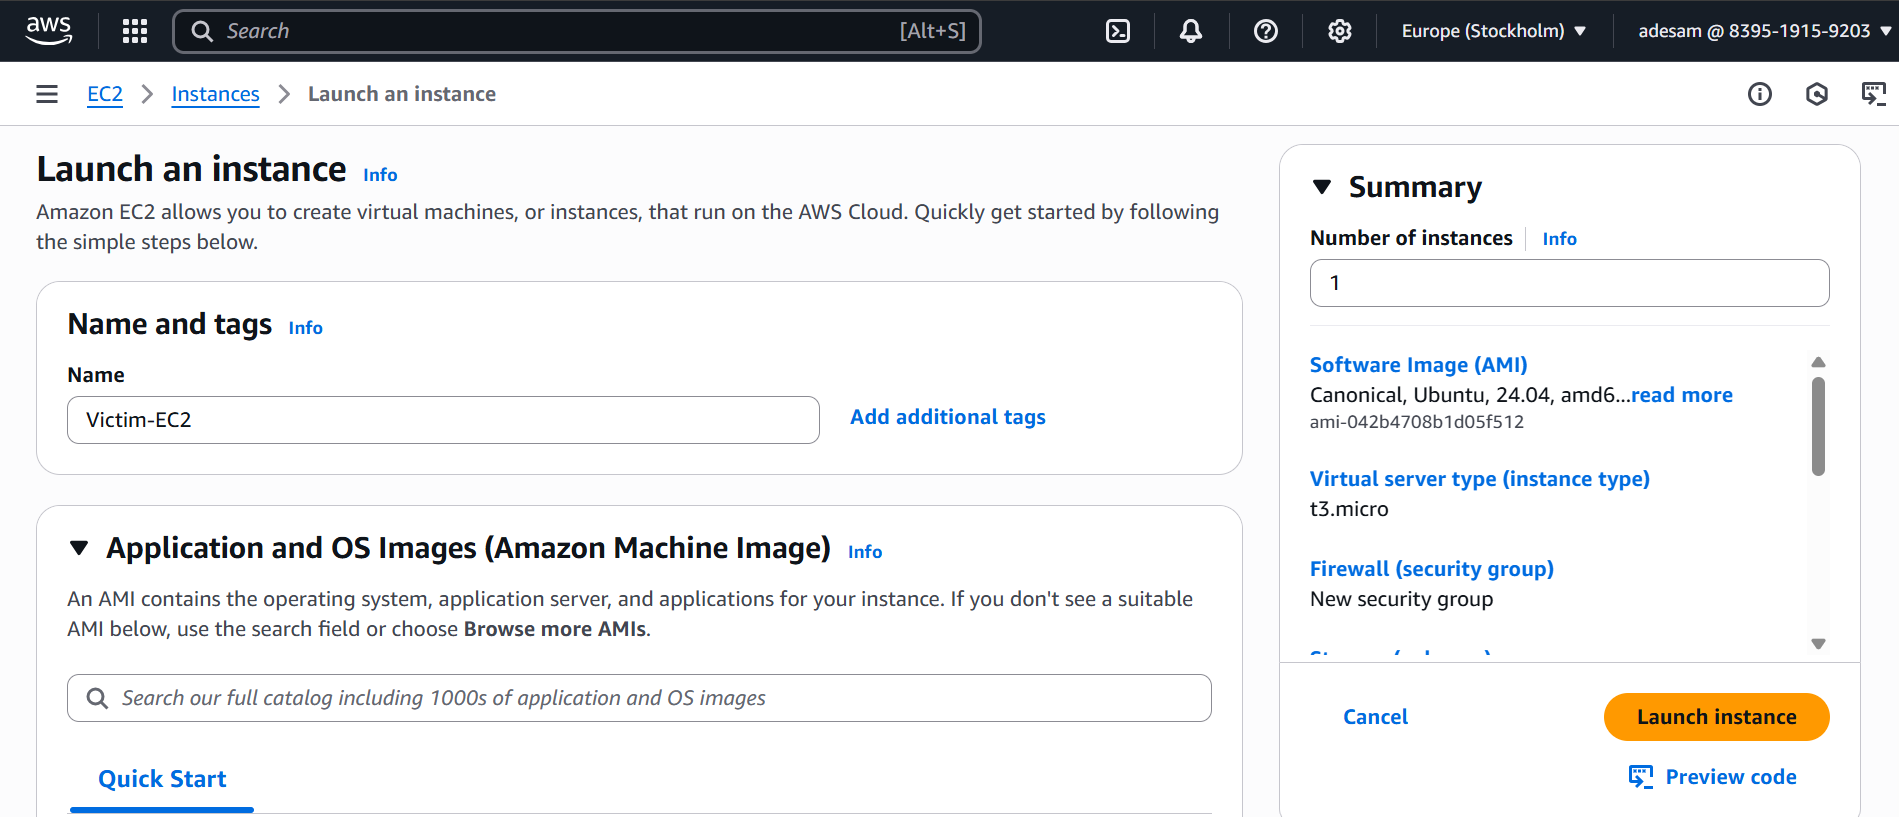 aws
Search
[Alt+S]
Europe (Stockholm)
adesam @ 8395-1915-9203
EC2
Instances
Launch an instance
Launch an instance
Info
Amazon EC2 allows you to create virtual machines, or instances, that run on the AWS Cloud. Quickly get started by following
the simple steps below.
Name and tags
Info
Name
Victim-EC2
Add additional tags
Application and OS Images (Amazon Machine Image)
Info
An AMI contains the operating system, application server, and applications for your instance. If you don't see a suitable
AMI below, use the search field or choose Browse more AMIs.
Search our full catalog including 1000s of application and OS images
Quick Start
Summary
Number of instances
Info
1
Software Image (AMI)
Canonical, Ubuntu, 24.04, amd6...read more
ami-042b4708b1d05f512
Virtual server type (instance type)
t3.micro
Firewall (security group)
New security group
Cancel
Launch instance
Preview code